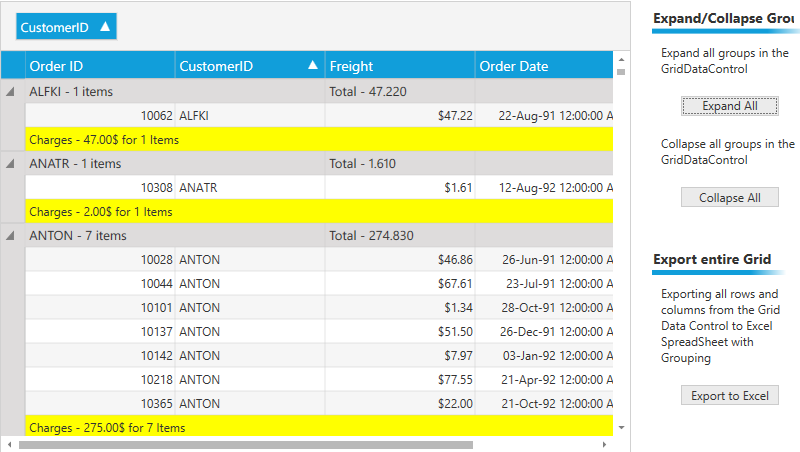 CustomerID
Order ID CustomerID Freight Order Date
ALFKI - 1 items Total - 47.220
10062 ALFKI $47.22 22-Aug-91 12:00:00 A
Charges - 47.00$ for 1 Items
ANATR - 1 items Total - 1.610
10308 ANATR $1.61 12-Aug-92 12:00:00 A
Charges - 2.00$ for 1 Items
ANTON - 7 items Total - 274.830
10028 ANTON $46.86 26-Jun-91 12:00:00 A
10044 ANTON $67.61 23-Jul-91 12:00:00 A
10101 ANTON $1.34 28-Oct-91 12:00:00 A
10137 ANTON $51.50 26-Dec-91 12:00:00 A
10142 ANTON $7.97 03-Jan-92 12:00:00 A
10218 ANTON $77.55 21-Apr-92 12:00:00 A
10365 ANTON $22.00 21-Oct-92 12:00:00 A
Charges - 275.00$ for 7 Items
Expand/Collapse Grou
Expand all groups in the
GridDataControl
Expand All
Collapse all groups in the
GridDataControl
Collapse All
Export entire Grid
Exporting all rows and
columns from the Grid
Data Control to Excel
SpreadSheet with
Grouping
Export to Excel